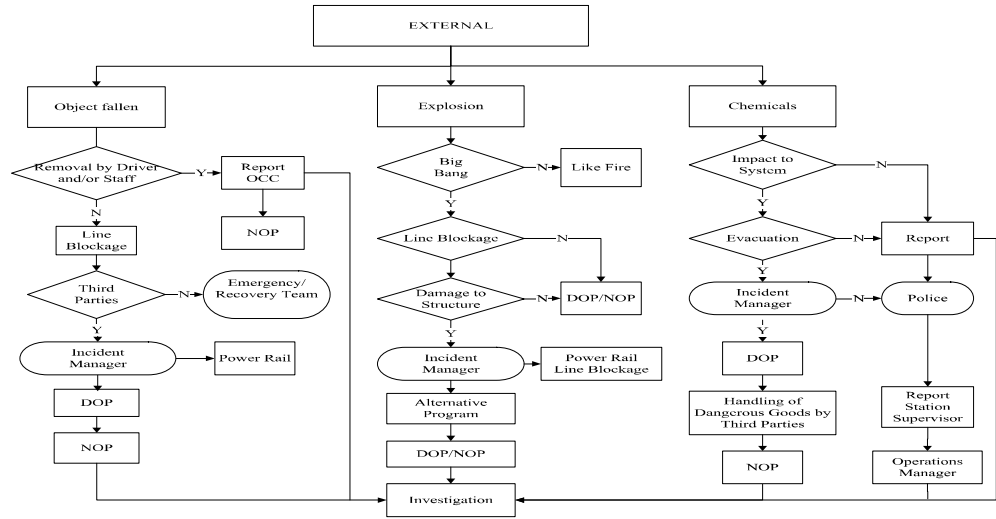 EXTERNAL
Object fallen
Removal by Driver
and/or Staff
Y
Report
OCC
NOP
N
Line
Blockage
Third
Parties
N
Emergency/
Recovery Team
Y
Incident
Manager
Power Rail
DOP
NOP
Explosion
Big
Bang
N
Like Fire
Y
Line Blockage
N
Damage to
Structure
N
DOP/NOP
Y
Incident
Manager
Power Rail
Line Blockage
Alternative
Program
DOP/NOP
Investigation
Chemicals
Impact to
System
N
Y
Evacuation
N
Report
Y
Incident
Manager
N
Police
Y
DOP
Handling of
Dangcrous Goods by
Third Parties
NOP
Report
Station
Supervisor
Operations
Manager